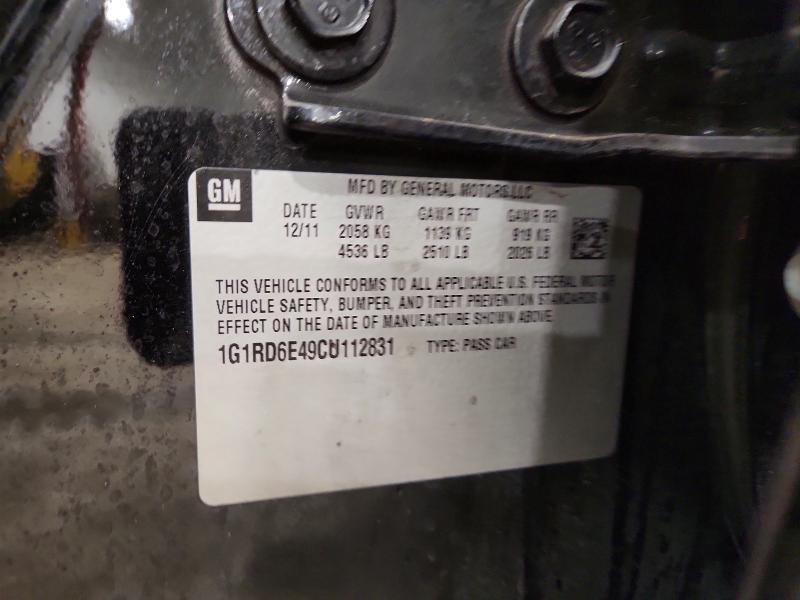 GM
MFD BY GENERAL MOTORS LLC
DATE GVWR GAWR FRT GAWR RR
12/11 2058 KG 1139 KG 919 KG
4536 LB 2510 LB 2026 LB
THIS VEHICLE CONFORMS TO ALL APPLICABLE U.S. FEDERAL MOTOR
VEHICLE SAFETY, BUMPER, AND THEFT PREVENTION STANDARDS IN
EFFECT ON THE DATE OF MANUFACTURE SHOWN ABOVE.
1G1RD6E49CU112831 TYPE: PASS CAR